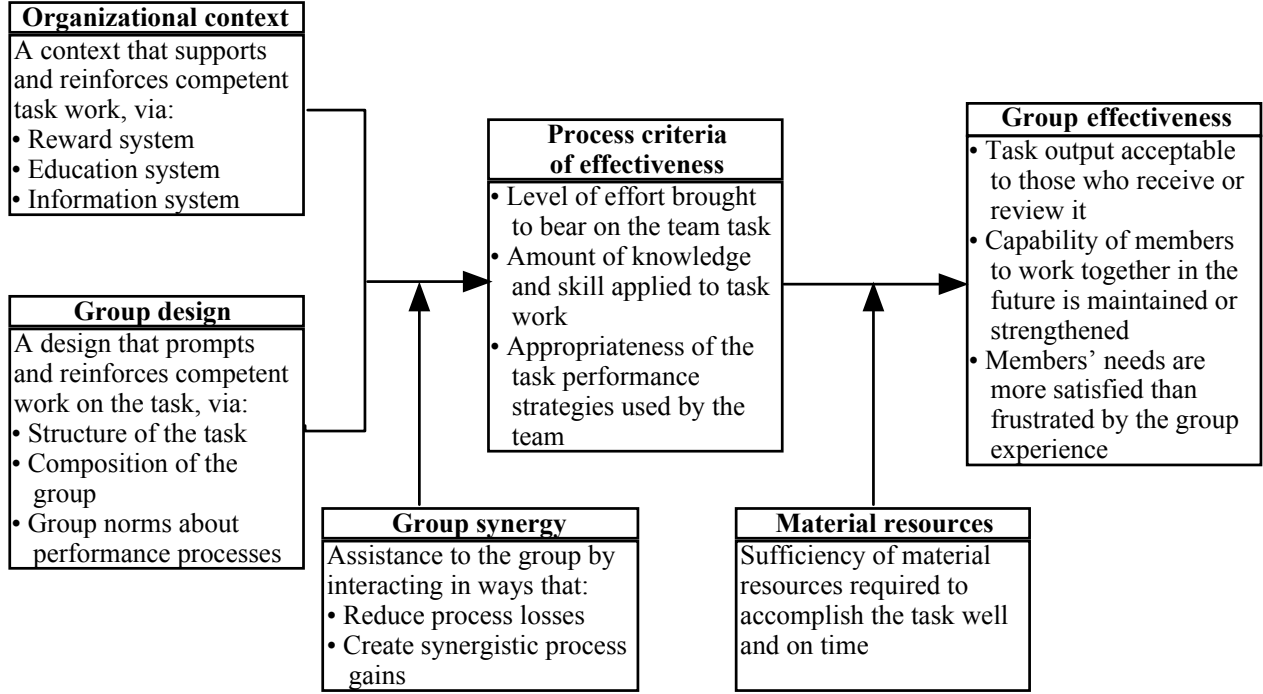 Organizational context
A context that supports
and reinforces competent
task work, via:
• Reward system
• Education system
• Information system
Group design
A design that prompts
and reinforces competent
work on the task, via:
• Structure of the task
• Composition of the
group
• Group norms about
performance processes
Group synergy
Assistance to the group by
interacting in ways that:
• Reduce process losses
• Create synergistic process
gains
Process criteria
of effectiveness
• Level of effort brought
to bear on the team task
• Amount of knowledge
and skill applied to task
work
• Appropriateness of the
task performance
strategies used by the
team
Material resources
Sufficiency of material
resources required to
accomplish the task well
and on time
Group effectiveness
• Task output acceptable
to those who receive or
review it
• Capability of members
to work together in the
future is maintained or
strengthened
• Members’ needs are
more satisfied than
frustrated by the group
experience